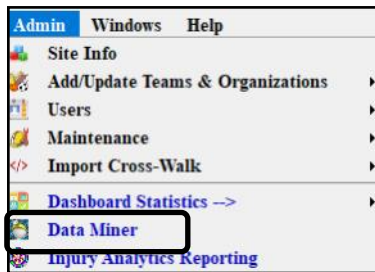 Admin Windows Help
Site Info
Add/Update Teams & Organizations
Users
Maintenance
Import Cross-Walk
Dashboard Statistics -->
Data Miner
Injury Analytics Reporting